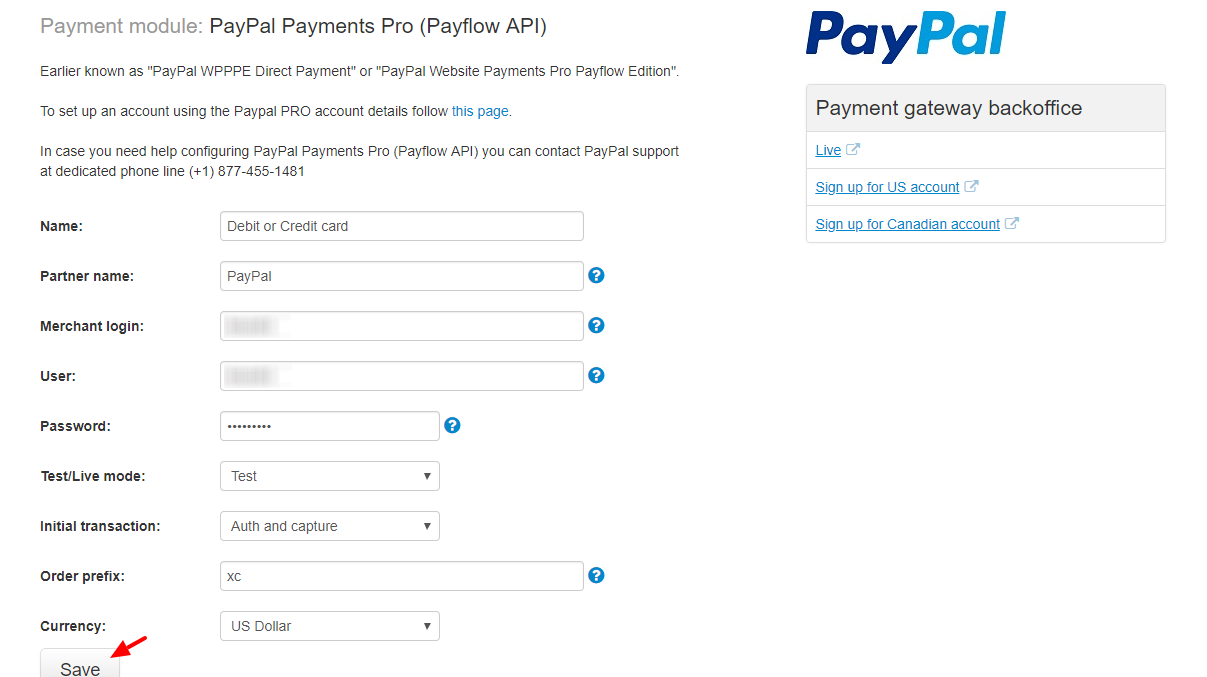 Payment module: PayPal Payments Pro (Payflow API)
Earlier known as "PayPal WPPPE Direct Payment" or "PayPal Website Payments Pro Payflow Edition".
To set up an account using the Paypal PRO account details follow this page.
In case you need help configuring PayPal Payments Pro (Payflow API) you can contact PayPal support
at dedicated phone line (+1) 877-455-1481
Name: Debit or Credit card
Partner name: PayPal ?
Merchant login: ?
User: ?
Password: ••••••••• ?
Test/Live mode: Test
Initial transaction: Auth and capture
Order prefix: xc ?
Currency: US Dollar
Save
PayPal
Payment gateway backoffice
Live
Sign up for US account
Sign up for Canadian account